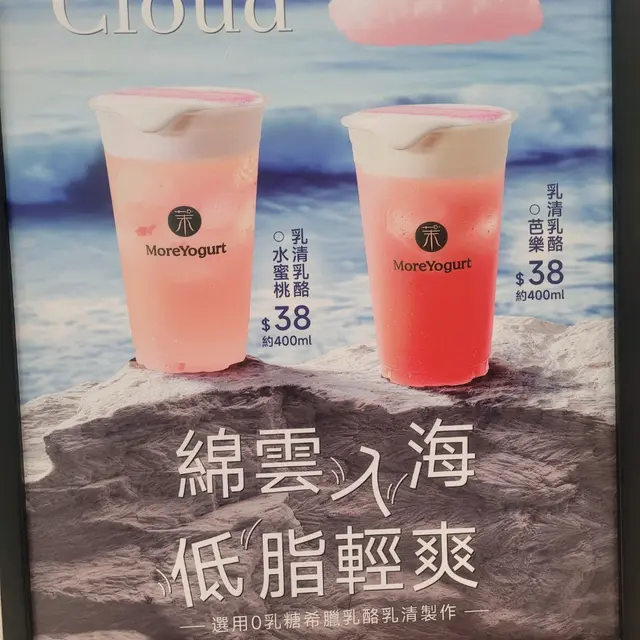 Cloud
茉
MoreYogurt
乳清乳酪
○水蜜桃
$38
約400ml
茉
MoreYogurt
乳清乳酪
○芭樂
$38
約400ml
綿雲入海
低脂輕爽
選用0乳糖希臘乳酪乳清製作